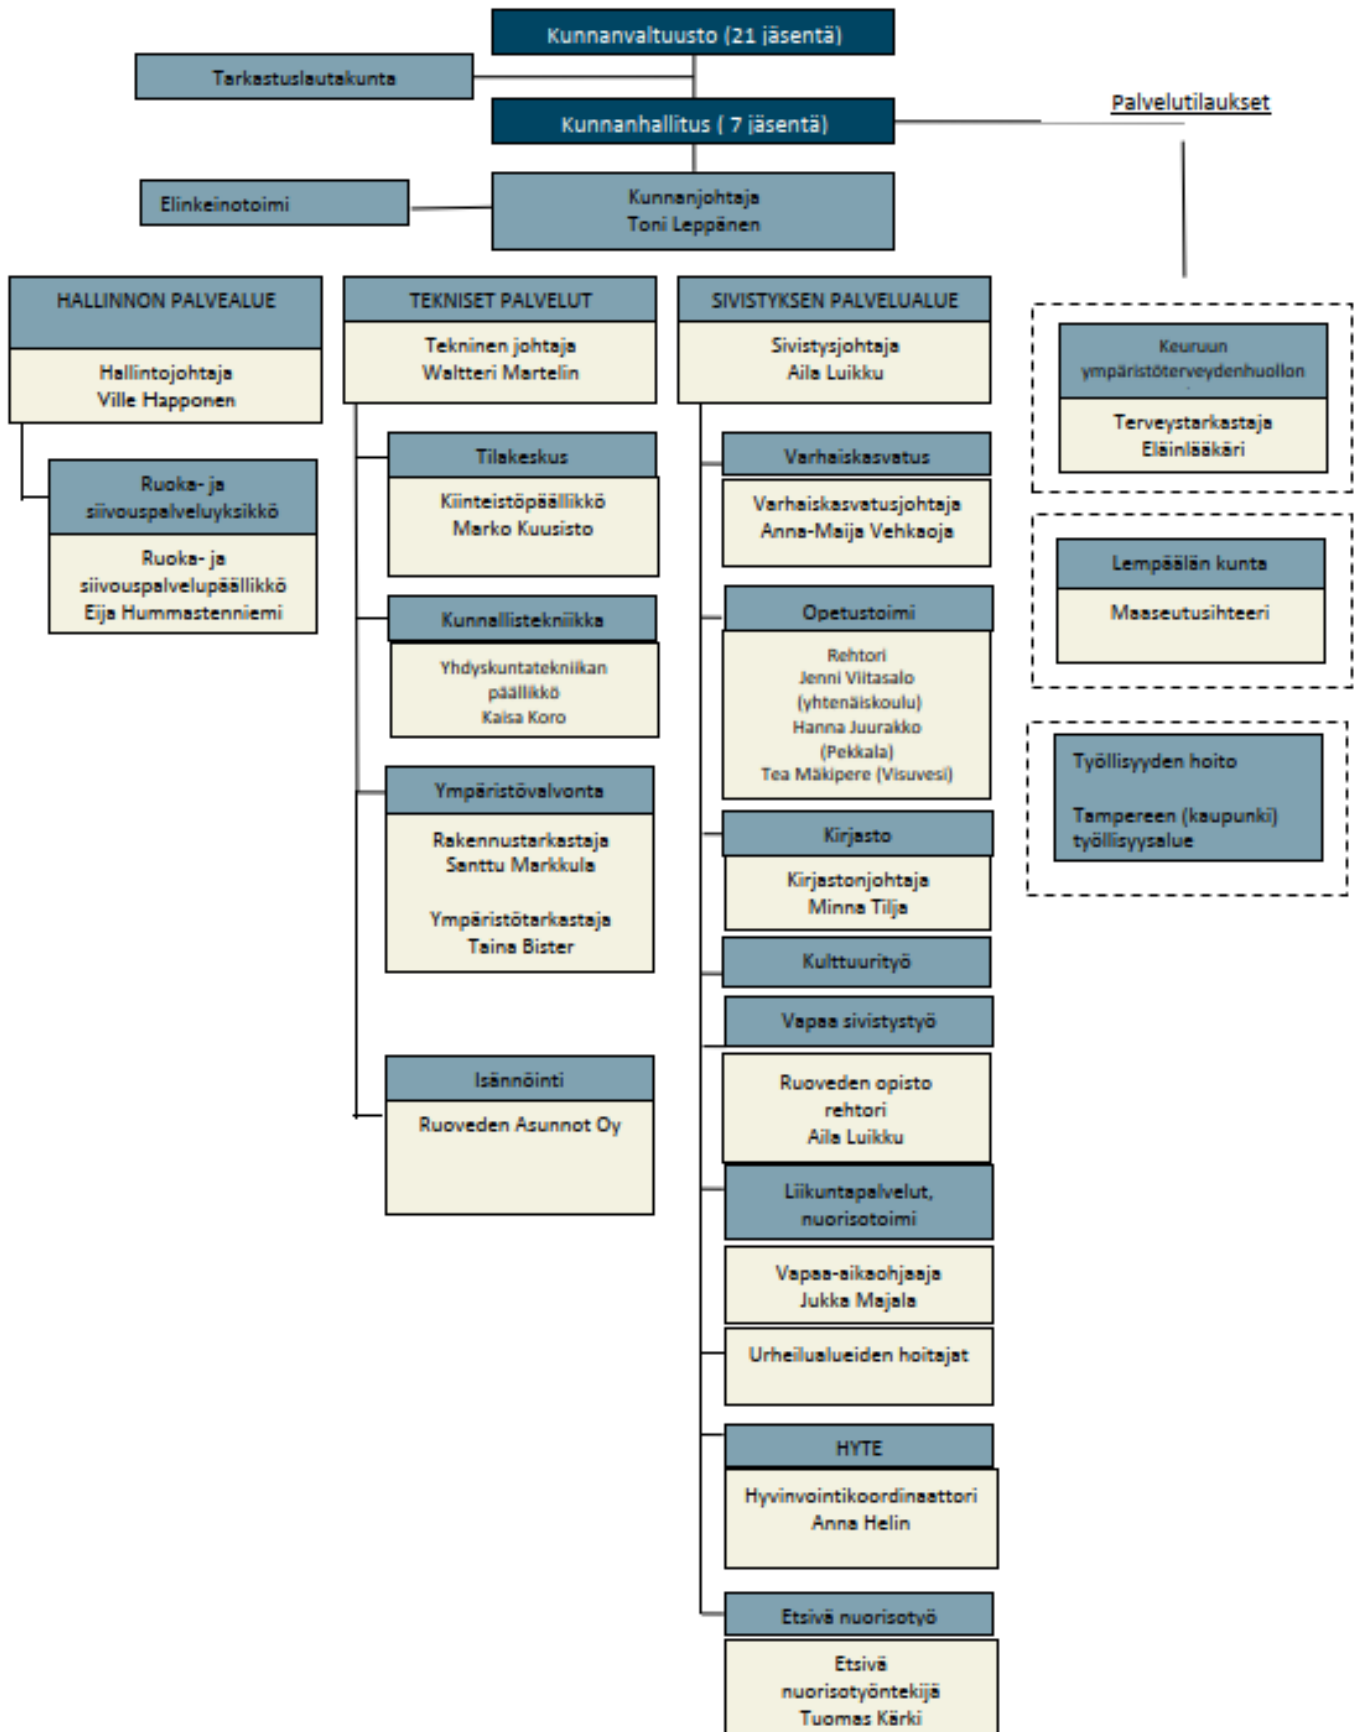 Kunnanvaltuusto (21 jäsentä)
Tarkastuslautakunta
Kunnanhallitus ( 7 jäsentä)
Palvelutilaukset
Elinkeinotoimi
Kunnanjohtaja
Toni Leppänen
HALLINNON PALVEALUE
Hallintojohtaja
Ville Happonen
Ruoka- ja
siivouspalveluyksikkö
Ruoka- ja
siivouspalvelupäällikkö
Eija Hummastenniemi
TEKNISET PALVELUT
Tekninen johtaja
Waltteri Martelin
Tilakeskus
Kiinteistöpäällikkö
Marko Kuusisto
Kunnallistekniikka
Yhdyskuntatekniikan
päällikkö
Kaisa Koro
Ympäristövalvonta
Rakennustarkastaja
Santtu Markkula
Ympäristötarkastaja
Taina Bister
Isännöinti
Ruoveden Asunnot Oy
SIVISTYKSEN PALVELUALUE
Sivistysjohtaja
Aila Luikku
Varhaiskasvatus
Varhaiskasvatusjohtaja
Anna-Maija Vehkaoja
Opetustoimi
Rehtori
Jenni Viitasalo
(yhtenäiskoulu)
Hanna Juurakko
(Pekkala)
Tea Mäkipere (Visuvesi)
Kirjasto
Kirjastonjohtaja
Minna Tilja
Kulttuurityö
Vapaa sivistystyö
Ruoveden opisto
rehtori
Aila Luikku
Liikuntapalvelut,
nuorisotoimi
Vapaa-aikaohjaaja
Jukka Majala
Urheilualueiden hoitajat
HYTE
Hyvinvointikoordinaattori
Anna Helin
Etsivä nuorisotyö
Etsivä
nuorisotyöntekijä
Tuomas Kärki
Keuruun
ympäristöterveydenhuollon
Terveystarkastaja
Eläinlääkäri
Lempäälän kunta
Maaseutusihteeri
Työllisyyden hoito
Tampereen (kaupunki)
työllisyysalue